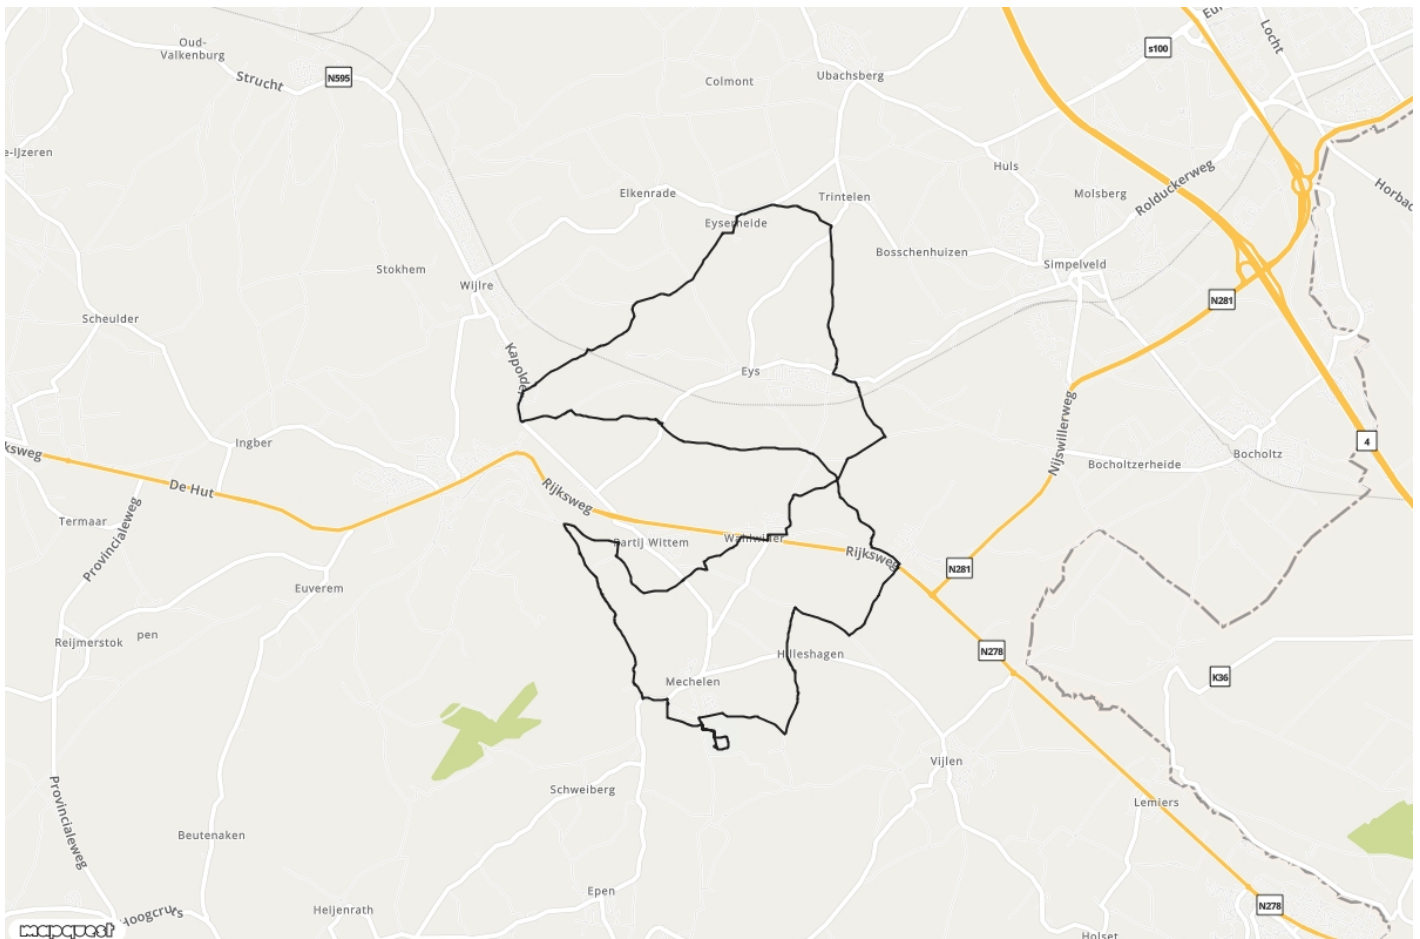 Oud-
Valkenburg
Strucht
N595
Colmont
Ubachsberg
s100
Locht
e-IJzeren
Huls
Elkenrade
Trintelen
Molsberg
Rolduckerweg
Horbac
Eyserheide
Bosschenhuizen
Simpelveld
Stokhem
Wijlre
N281
Scheulder
Kapolder
Eys
Nijswillerweg
4
ksweg
Ingber
Bocholtzerheide
Bocholtz
De Hut
Rijksweg
Termaar
Provincialeweg
Partij Wittem
Wahlwiller
Rijksweg
N281
Euverem
Reijmerstok
pen
Hilleshagen
N278
K36
Mechelen
Vijlen
Schweiberg
Lemiers
Provincialeweg
Beutenaken
Epen
N278
Heijenrath
Hoogcruts
Holset
mapquest